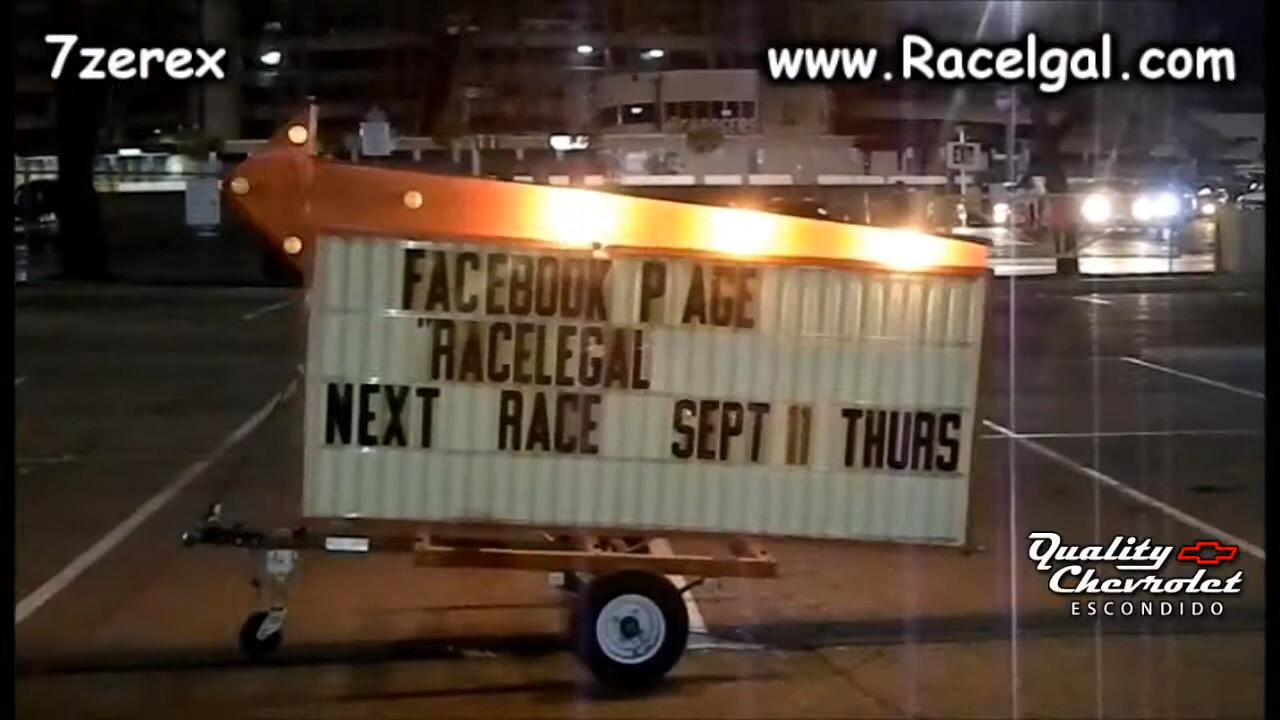 7zerex
www.Racelgal.com
FACEBOOK P AGE
"RACELEGAL
NEXT RACE SEPT 11 THURS
Quality
Chevrolet
ESCONDIDO